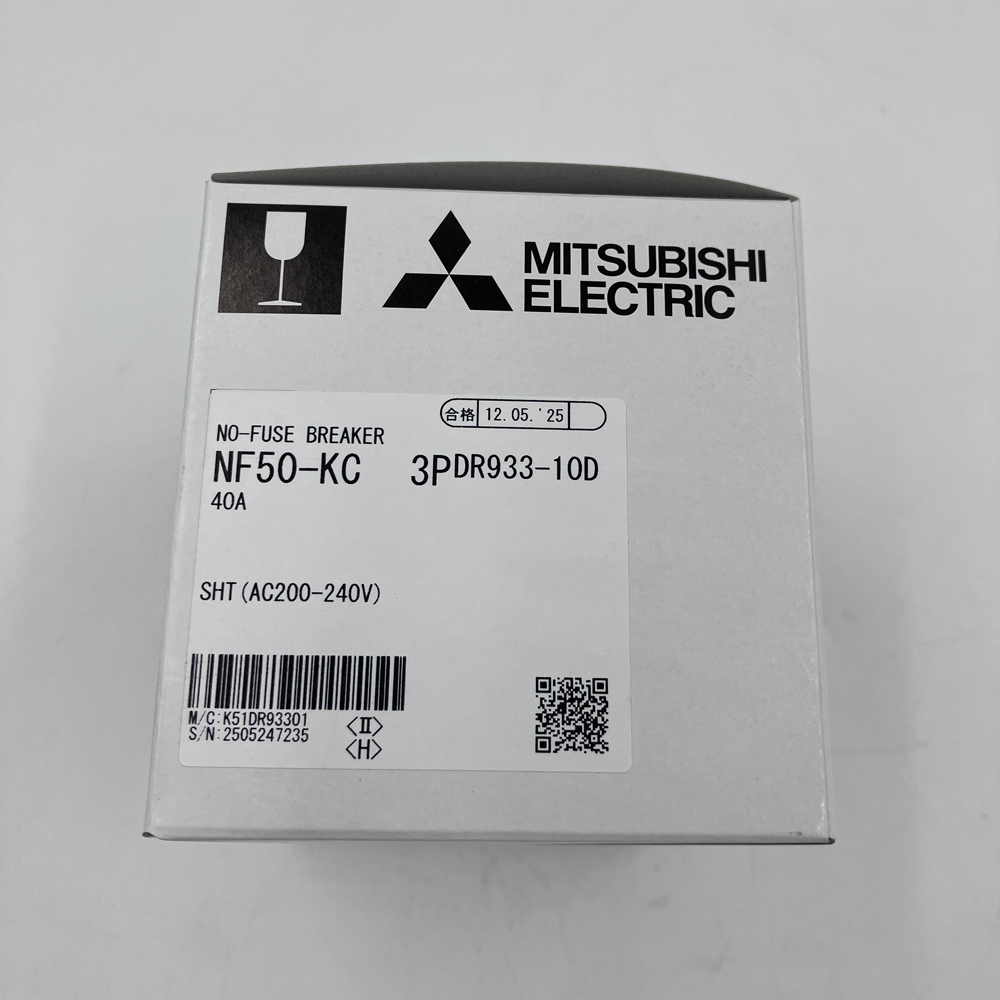 MITSUBISHI
ELECTRIC
合格 12.05.'25
NO-FUSE BREAKER
NF50-KC 3P DR933-10D
40A
SHT(AC200-240V)
M/C:K51DR93301 <II>
S/N:2505247235 <H>